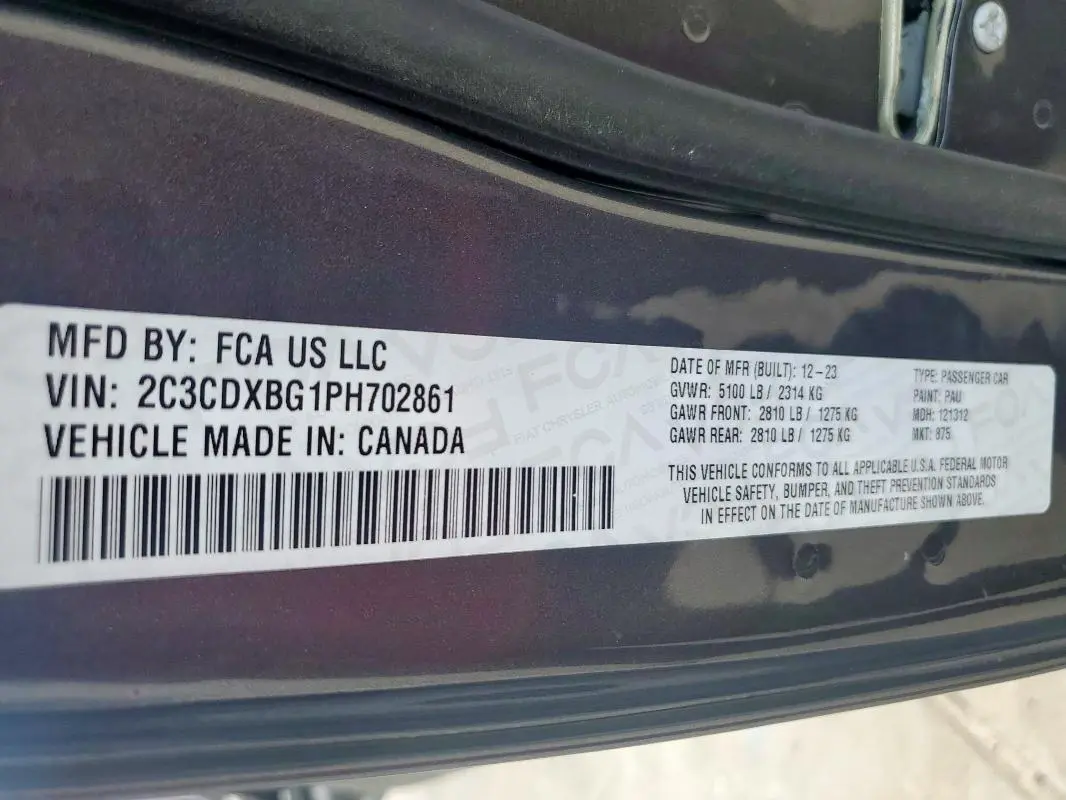 MFD BY: FCA US LLC
VIN: 2C3CDXBG1PH702861
VEHICLE MADE IN: CANADA
DATE OF MFR (BUILT): 12-23
GVWR: 5100 LB / 2314 KG
GAWR FRONT: 2810 LB / 1275 KG
GAWR REAR: 2810 LB / 1275 KG
TYPE: PASSENGER CAR
PAINT: PAU
MDH: 121312
MKT: 875
THIS VEHICLE CONFORMS TO ALL APPLICABLE U.S.A. FEDERAL MOTOR
VEHICLE SAFETY, BUMPER, AND THEFT PREVENTION STANDARDS
IN EFFECT ON THE DATE OF MANUFACTURE SHOWN ABOVE.